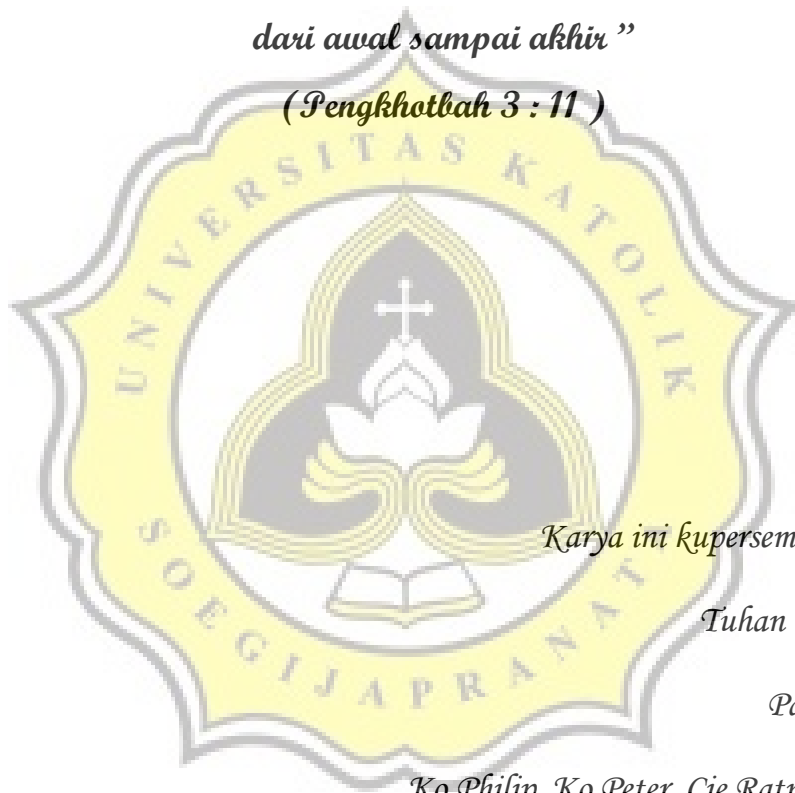 dari awal sampai akhir ”
( Pengkhotbah 3 : 11 )
UNIVERSITAS KATOLIK
SOEGIJAPRANATA
Karya ini kupersem
Tuhan
Pa
Ko Philip, Ko Peter, Cie Ratn